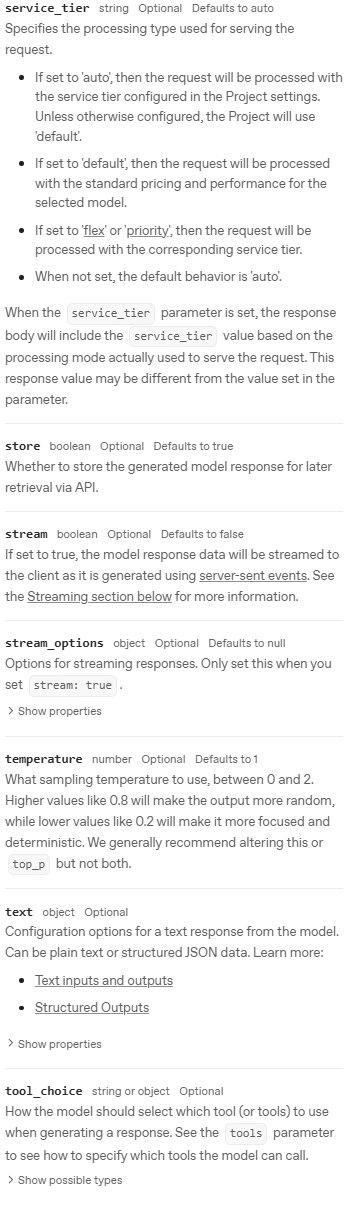 service_tier string Optional Defaults to auto
Specifies the processing type used for serving the
request.
• If set to 'auto', then the request will be processed with
the service tier configured in the Project settings.
Unless otherwise configured, the Project will use
'default'.
• If set to 'default', then the request will be processed
with the standard pricing and performance for the
selected model.
• If set to 'flex' or 'priority', then the request will be
processed with the corresponding service tier.
• When not set, the default behavior is 'auto'.
When the service_tier parameter is set, the response
body will include the service_tier value based on the
processing mode actually used to serve the request. This
response value may be different from the value set in the
parameter.
store boolean Optional Defaults to true
Whether to store the generated model response for later
retrieval via API.
stream boolean Optional Defaults to false
If set to true, the model response data will be streamed to
the client as it is generated using server-sent events. See
the Streaming section below for more information.
stream_options object Optional Defaults to null
Options for streaming responses. Only set this when you
set stream: true .
> Show properties
temperature number Optional Defaults to 1
What sampling temperature to use, between 0 and 2.
Higher values like 0.8 will make the output more random,
while lower values like 0.2 will make it more focused and
deterministic. We generally recommend altering this or
top_p but not both.
text object Optional
Configuration options for a text response from the model.
Can be plain text or structured JSON data. Learn more:
• Text inputs and outputs
• Structured Outputs
> Show properties
tool_choice string or object Optional
How the model should select which tool (or tools) to use
when generating a response. See the tools parameter
to see how to specify which tools the model can call.
> Show possible types